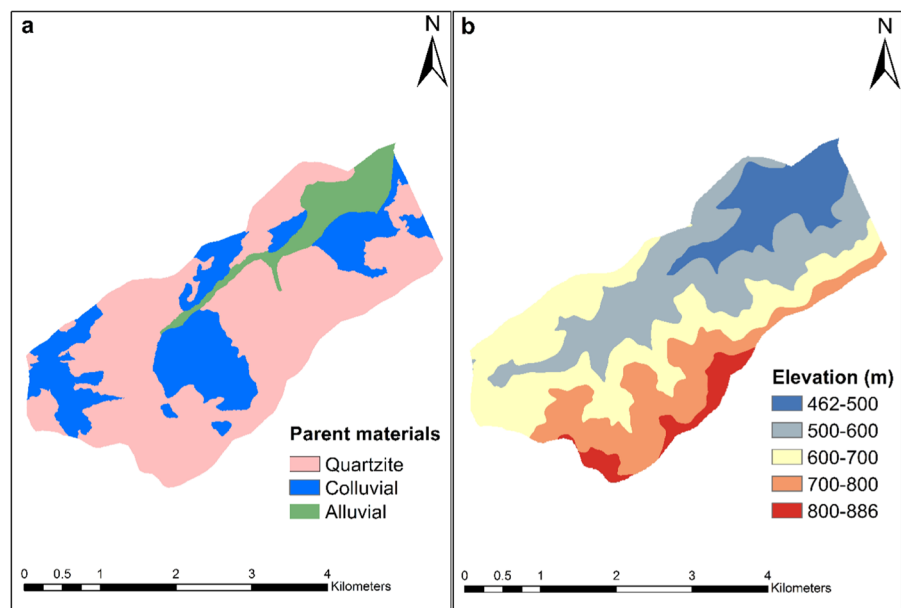 a
N
Parent materials
Quartzite
Colluvial
Alluvial
0 0.5 1 2 3 4
Kilometers
b
N
Elevation (m)
462-500
500-600
600-700
700-800
800-886
0 0.5 1 2 3 4
Kilometers